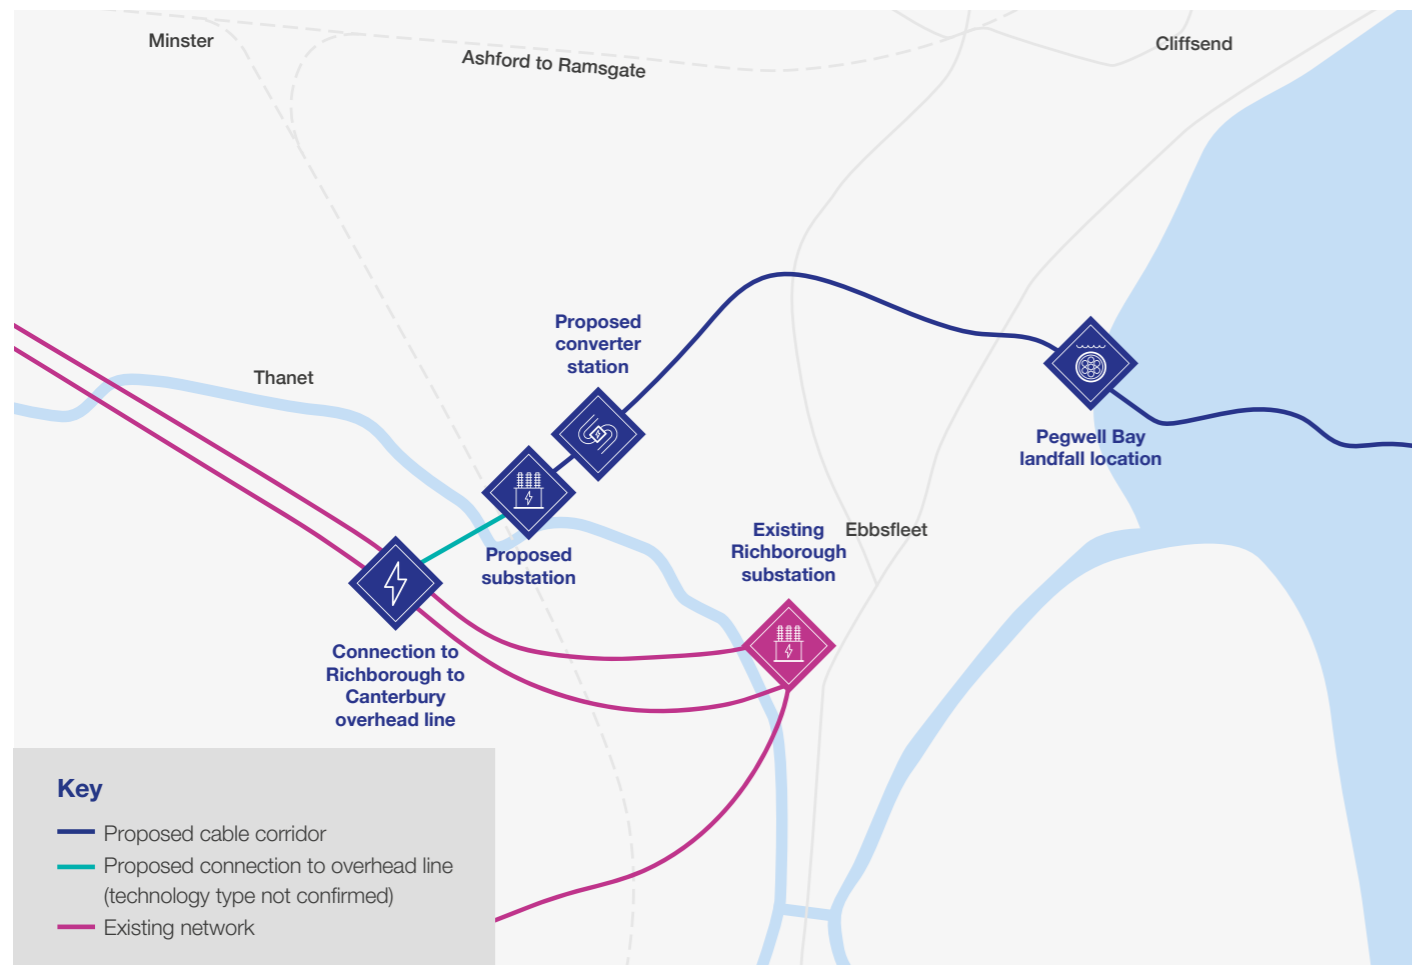 Minster
Ashford to Ramsgate
Cliffsend
Proposed
converter
station
Thanet
Pegwell Bay
landfall location
Existing
Richborough
substation
Ebbsfleet
Proposed
substation
Connection to
Richborough to
Canterbury
overhead line
Key
Proposed cable corridor
Proposed connection to overhead line
(technology type not confirmed)
Existing network